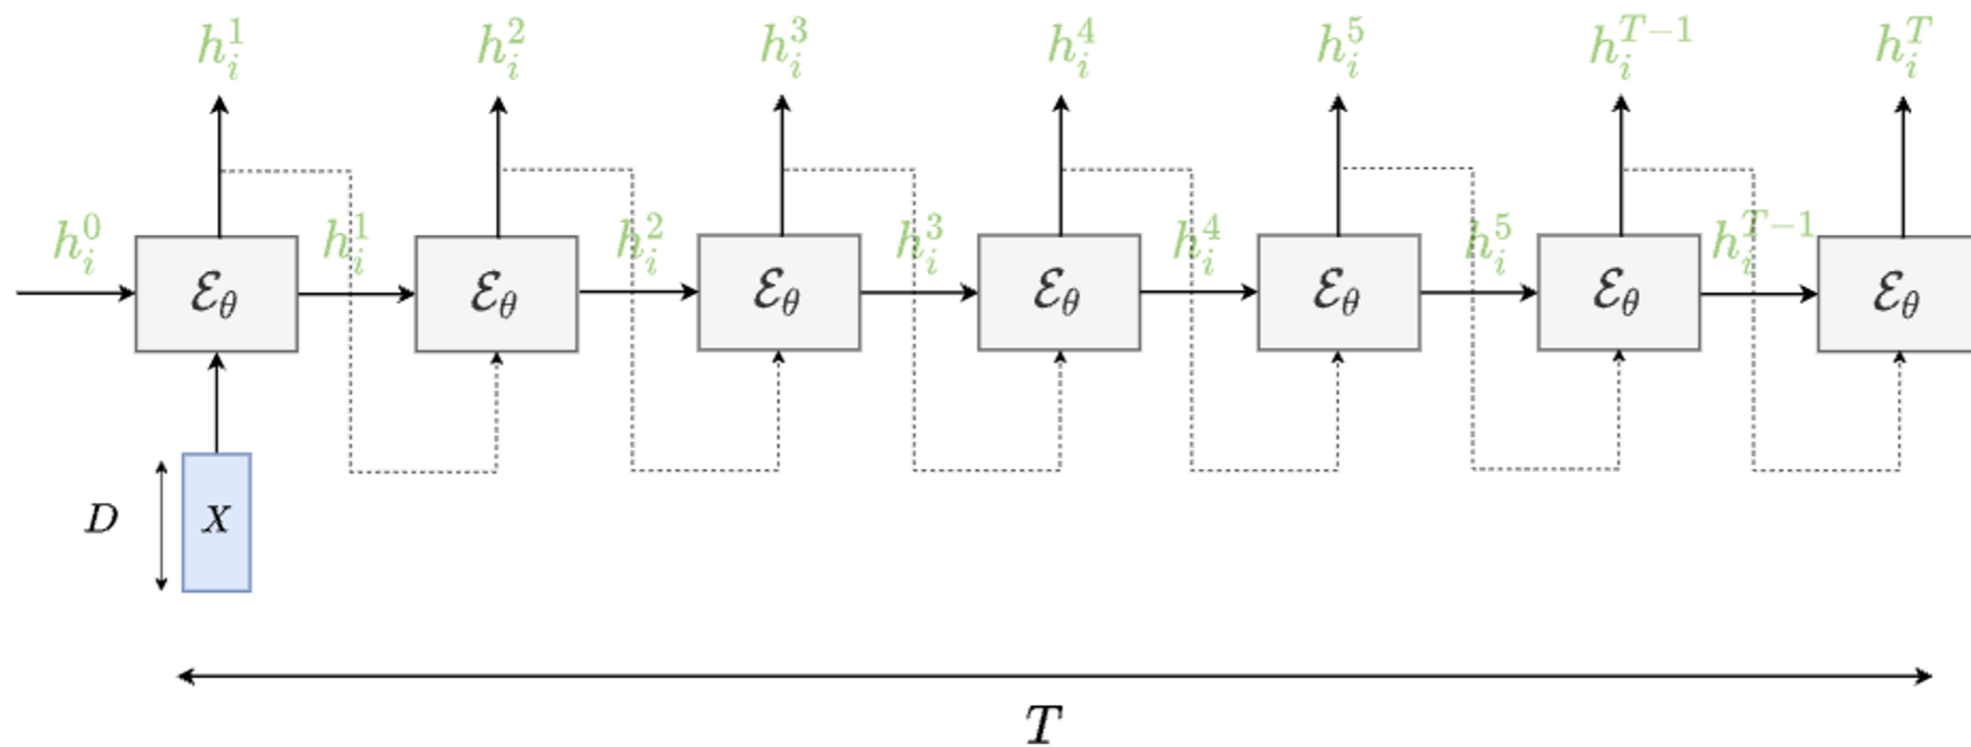 h_i^1 h_i^2 h_i^3 h_i^4 h_i^5 h_i^{T-1} h_i^T
h_i^0 h_i^1 h_i^2 h_i^3 h_i^4 h_i^5 h_i^{T-1}
ℰ_θ ℰ_θ ℰ_θ ℰ_θ ℰ_θ ℰ_θ ℰ_θ
D X
T